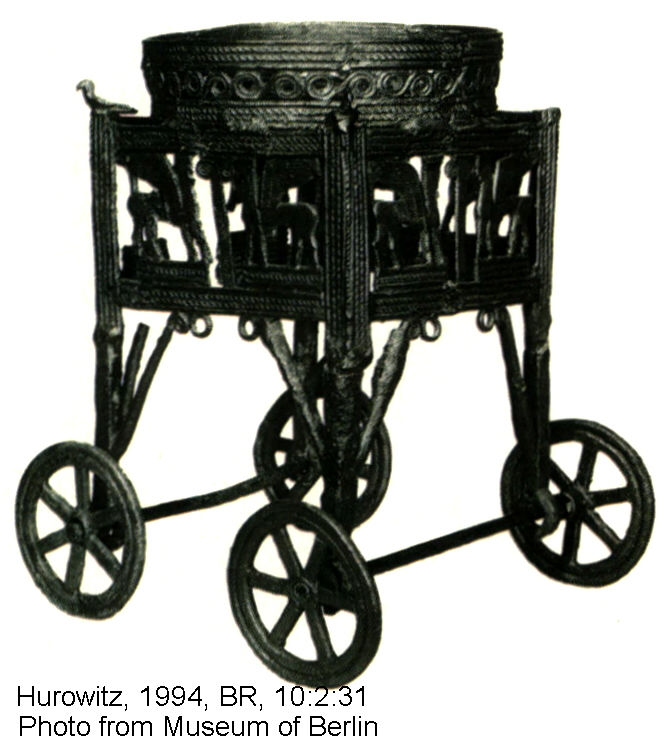 Hurowitz, 1994, BR, 10:2:31
Photo from Museum of Berlin